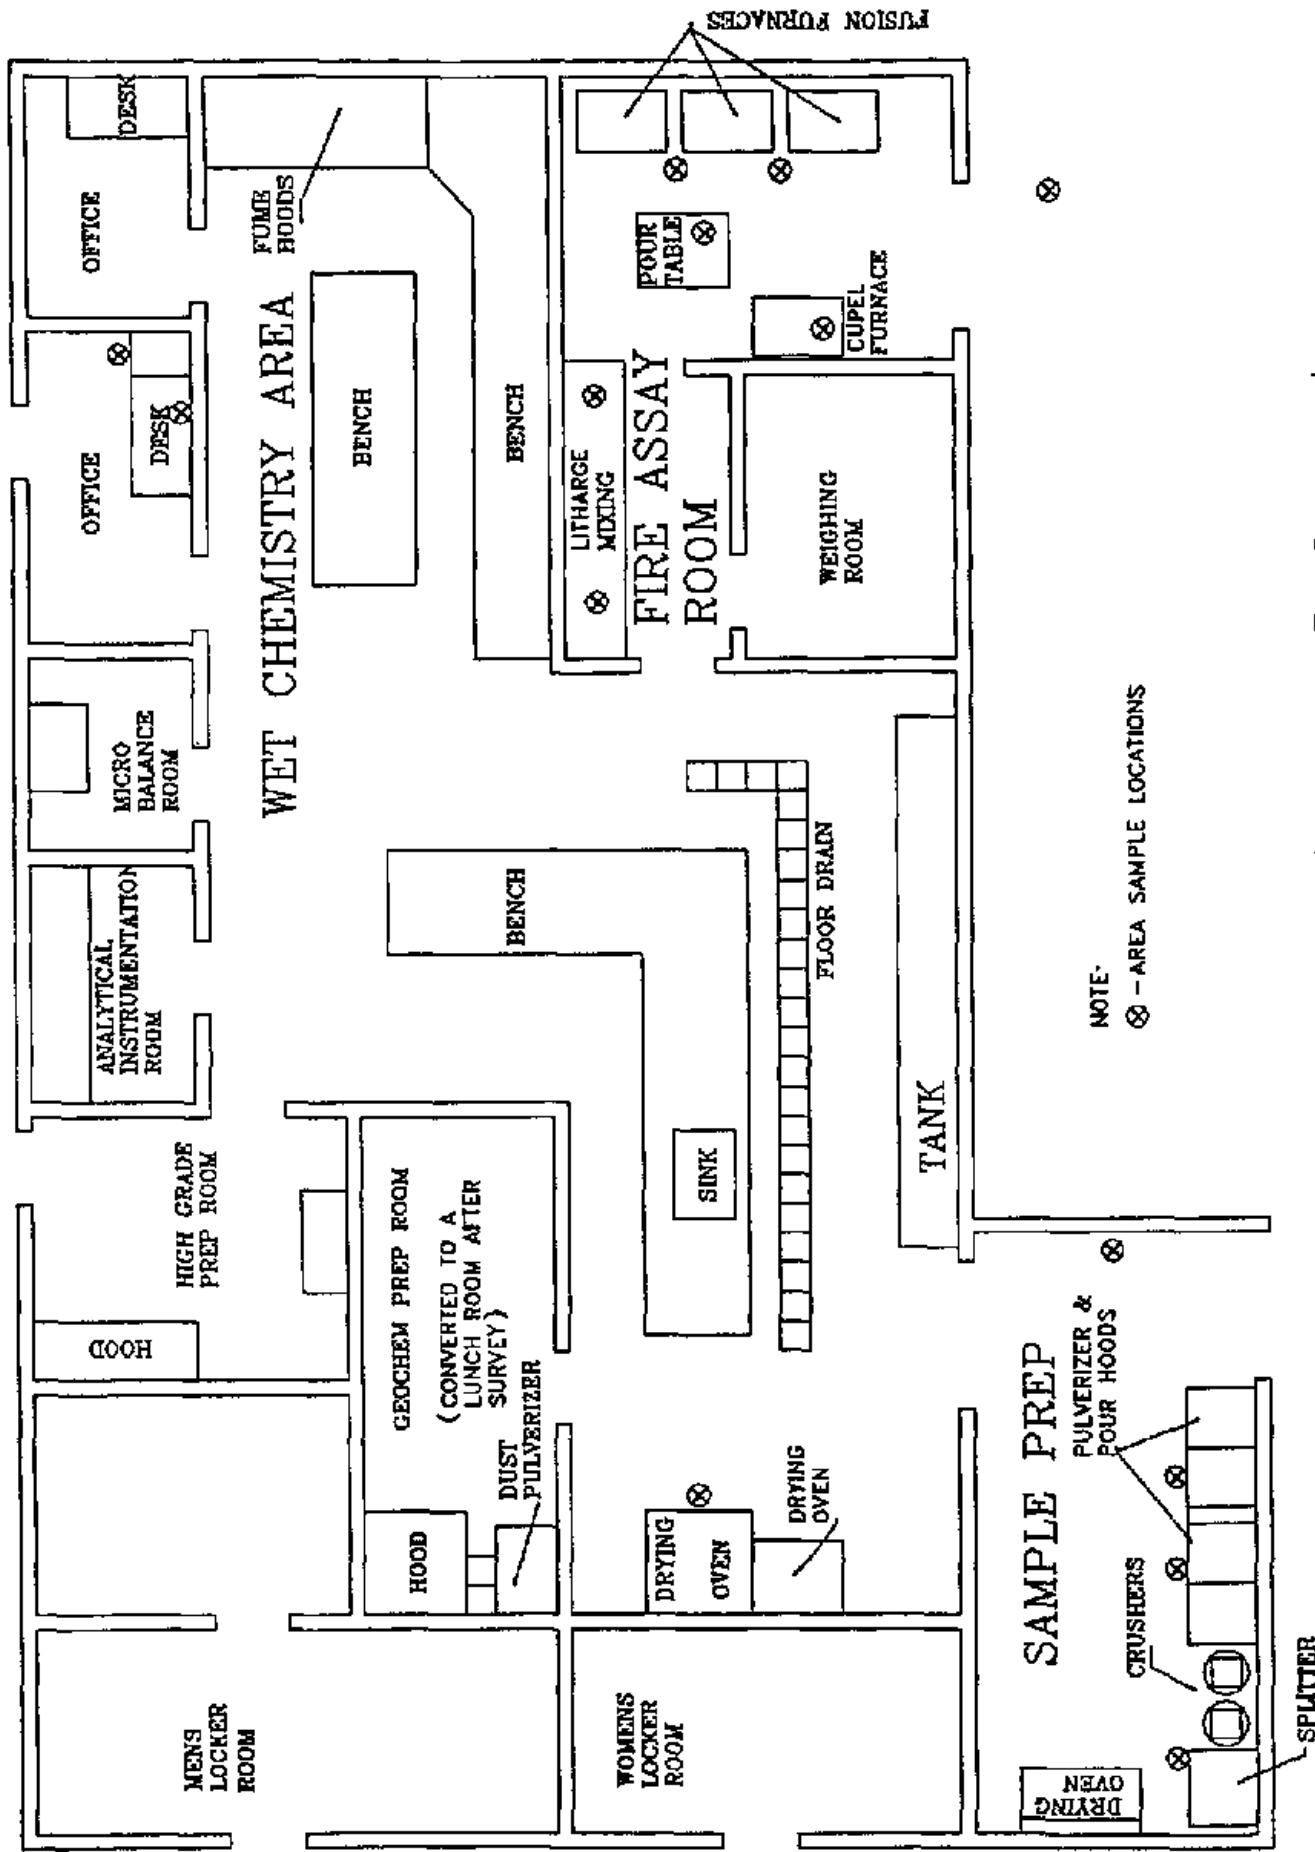 FUSION FURNACES
DESK
OFFICE
FUME
HOODS
POUR
TABLE
CUPEL
FURNACE
OFFICE
DESK
WET CHEMISTRY AREA
BENCH
BENCH
LITHARGE
MIXING
FIRE ASSAY
ROOM
WEIGHING
ROOM
MICRO
BALANCE
ROOM
ANALYTICAL
INSTRUMENTATION
ROOM
BENCH
FLOOR DRAIN
TANK
NOTE-
⊗ - AREA SAMPLE LOCATIONS
HIGH GRADE
PREP ROOM
HOOD
GEOCHEM PREP ROOM
(CONVERTED TO A
LUNCH ROOM AFTER
SURVEY)
SINK
DUST
PULVERIZER
HOOD
DRYING
OVEN
DRYING
OVEN
SAMPLE PREP
PULVERIZER &
POUR HOODS
CRUSHERS
MENS
LOCKER
ROOM
WOMENS
LOCKER
ROOM
DRYING
OVEN
SPLITTER